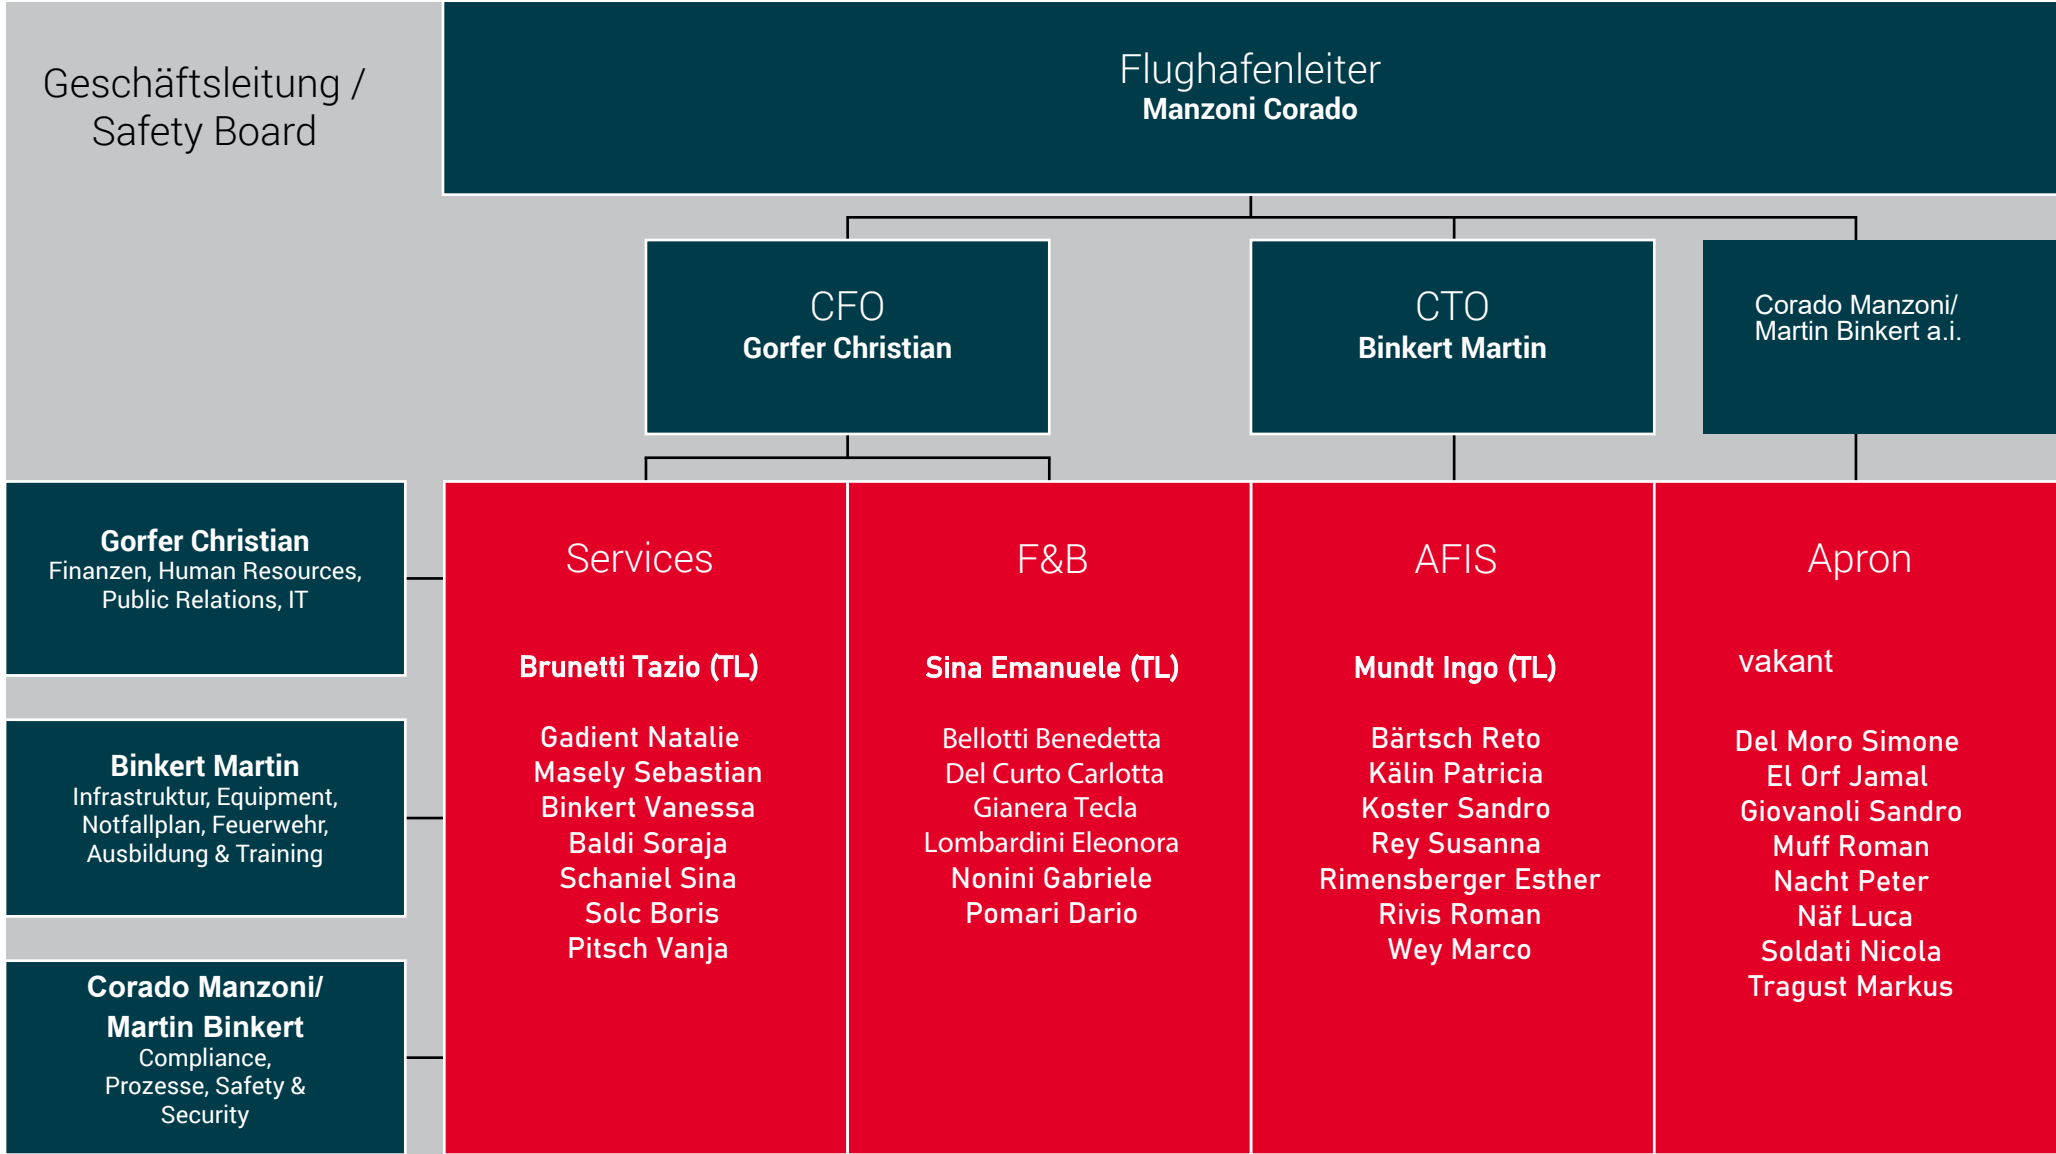 Geschäftsleitung /
Safety Board
Flughafenleiter
Manzoni Corado
CFO
Gorfer Christian
CTO
Binkert Martin
Corado Manzoni/
Martin Binkert a.i.
Gorfer Christian
Finanzen, Human Resources,
Public Relations, IT
Binkert Martin
Infrastruktur, Equipment,
Notfallplan, Feuerwehr,
Ausbildung & Training
Corado Manzoni/
Martin Binkert
Compliance,
Prozesse, Safety &
Security
Services
Brunetti Tazio (TL)
Gadient Natalie
Masely Sebastian
Binkert Vanessa
Baldi Soraja
Schaniel Sina
Solc Boris
Pitsch Vanja
F&B
Sina Emanuele (TL)
Bellotti Benedetta
Del Curto Carlotta
Gianera Tecla
Lombardini Eleonora
Nonini Gabriele
Pomari Dario
AFIS
Mundt Ingo (TL)
Bärtsch Reto
Kälin Patricia
Koster Sandro
Rey Susanna
Rimensberger Esther
Rivis Roman
Wey Marco
Apron
vakant
Del Moro Simone
El Orf Jamal
Giovanoli Sandro
Muff Roman
Nacht Peter
Näf Luca
Soldati Nicola
Tragust Markus